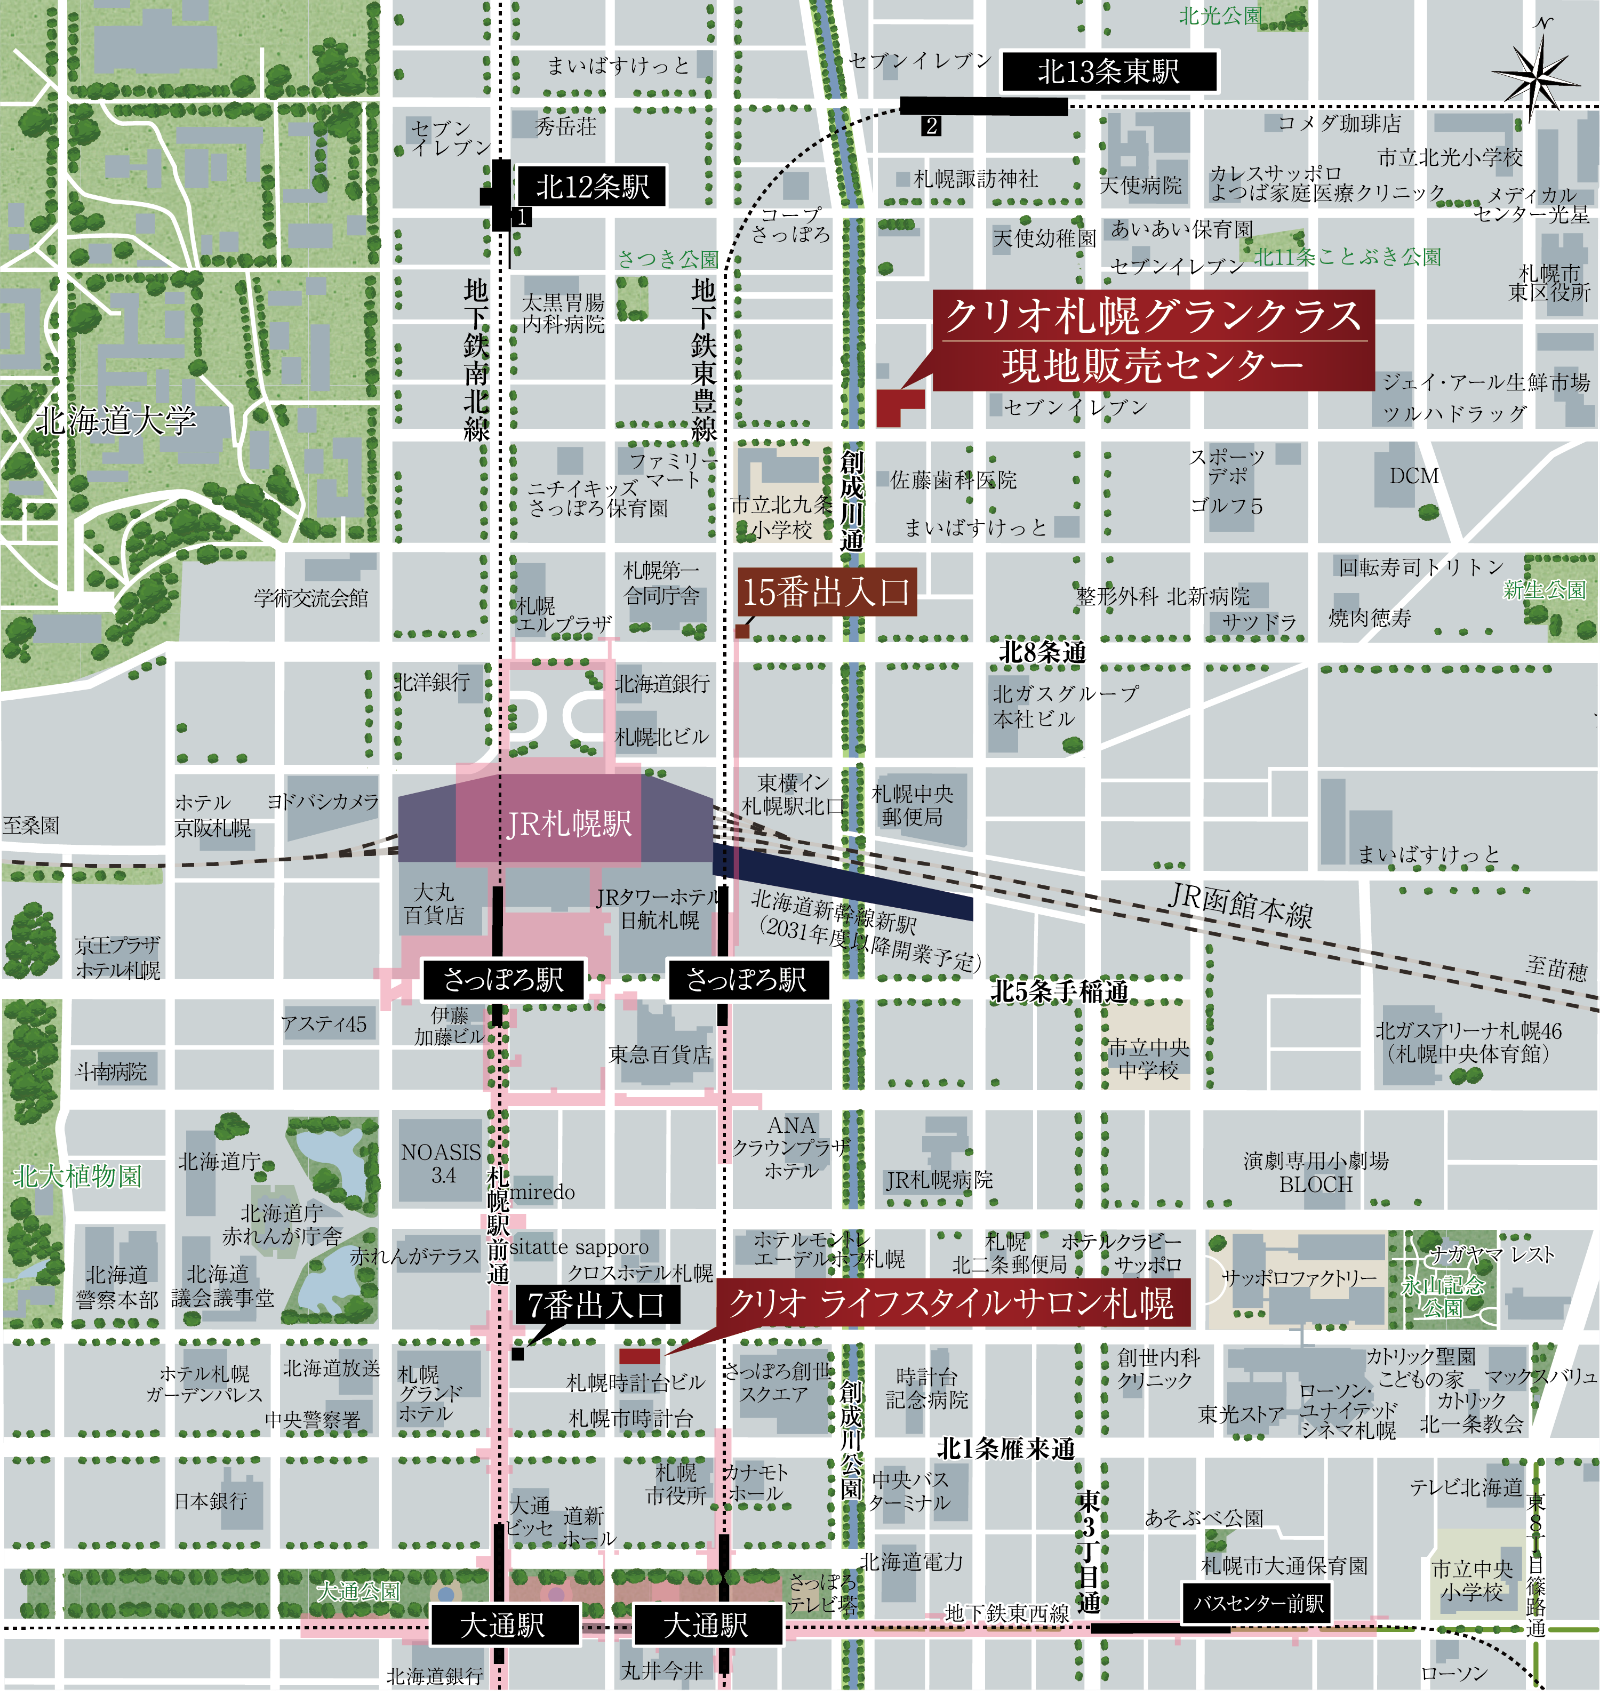 北光公園
N
まいばすけっと
セブンイレブン
北13条東駅
2
セブン
イレブン
秀岳荘
コメダ珈琲店
市立北光小学校
北12条駅
1
札幌諏訪神社
天使病院
カレスサッポロ
よつば家庭医療クリニック
メディカル
センター光星
コープ
さっぽろ
天使幼稚園
あいあい保育園
さつき公園
セブンイレブン
北11条ことぶき公園
札幌市
東区役所
地下鉄南北線
太黒胃腸
内科病院
地下鉄東豊線
クリオ札幌グランクラス
現地販売センター
ジェイ・アール生鮮市場
ツルハドラッグ
セブンイレブン
北海道大学
ファミリー
マート
ニチイキッズ
さっぽろ保育園
市立北九条
小学校
創成川通
佐藤歯科医院
まいばすけっと
スポーツ
デポ
ゴルフ5
DCM
学術交流会館
札幌
エルプラザ
札幌第一
合同庁舎
15番出入口
整形外科 北新病院
サツドラ
回転寿司トリトン
焼肉徳寿
新生公園
北8条通
北洋銀行
北海道銀行
札幌北ビル
北ガスグループ
本社ビル
至桑園
ホテル
京阪札幌
ヨドバシカメラ
JR札幌駅
東横イン
札幌駅北口
札幌中央
郵便局
まいばすけっと
大丸
百貨店
JRタワーホテル
日航札幌
北海道新幹線新駅
（2031年度以降開業予定）
JR函館本線
至苗穂
京王プラザ
ホテル札幌
さっぽろ駅
さっぽろ駅
北5条手稲通
アスティ45
伊藤
加藤ビル
東急百貨店
市立中央
中学校
北ガスアリーナ札幌46
（札幌中央体育館）
斗南病院
北大植物園
北海道庁
NOASIS
3.4
札幌駅前通
miredo
ANA
クラウンプラザ
ホテル
JR札幌病院
演劇専用小劇場
BLOCH
北海道庁
赤れんが庁舎
赤れんがテラス
sitatte sapporo
クロスホテル札幌
ホテルモントレ
エーデルホフ札幌
札幌
北二条郵便局
ホテルクラビー
サッポロ
サッポロファクトリー
ナガヤマ レスト
永山記念
公園
北海道
警察本部
北海道
議会議事堂
7番出入口
クリオ ライフスタイルサロン札幌
ホテル札幌
ガーデンパレス
北海道放送
中央警察署
札幌
グランド
ホテル
札幌時計台ビル
札幌市時計台
さっぽろ創世
スクエア
創成川公園
時計台
記念病院
創世内科
クリニック
東光ストア
ローソン・
ユナイテッド
シネマ札幌
カトリック聖園
こどもの家
カトリック
北一条教会
マックスバリュ
北1条雁来通
日本銀行
大通
ビッセ
道新
ホール
札幌
市役所
カナモト
ホール
中央バス
ターミナル
東3丁目通
あそぶべ公園
テレビ北海道
東8丁目篠路通
大通公園
さっぽろ
テレビ塔
北海道電力
札幌市大通保育園
市立中央
小学校
大通駅
大通駅
地下鉄東西線
バスセンター前駅
北海道銀行
丸井今井
ローソン